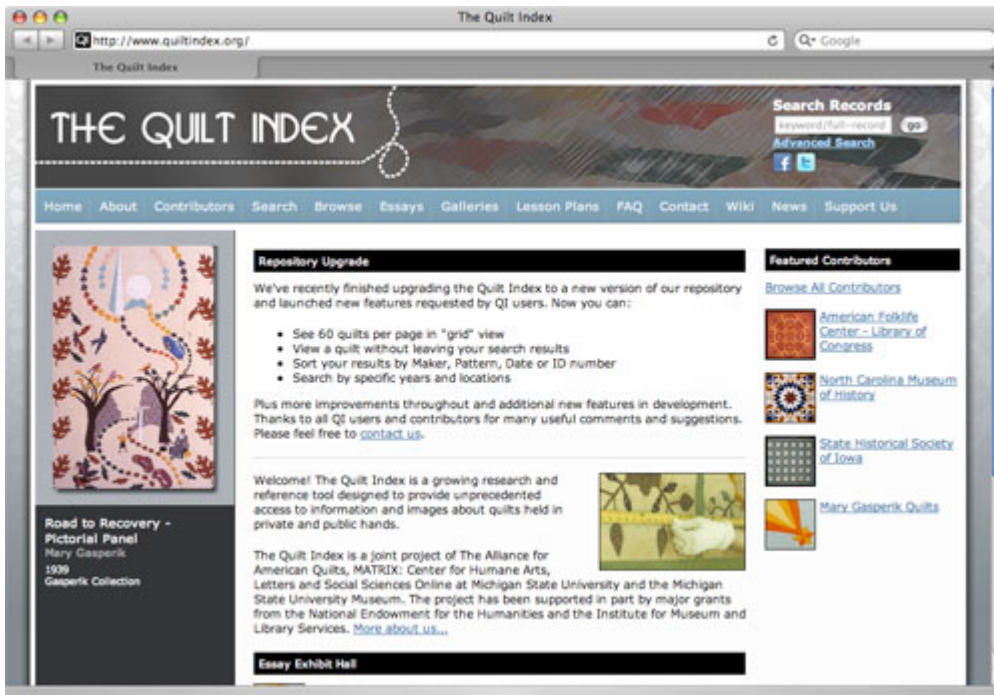 The Quilt Index
http://www.quiltindex.org/
Google
The Quilt Index
THE QUILT INDEX
Search Records
keyword/full-record
go
Advanced Search
Home About Contributors Search Browse Essays Galleries Lesson Plans FAQ Contact Wiki News Support Us
Road to Recovery -
Pictorial Panel
Mary Gasperik
1939
Gasperik Collection
Repository Upgrade
We've recently finished upgrading the Quilt Index to a new version of our repository
and launched new features requested by QI users. Now you can:
• See 60 quilts per page in "grid" view
• View a quilt without leaving your search results
• Sort your results by Maker, Pattern, Date or ID number
• Search by specific years and locations
Plus more improvements throughout and additional new features in development.
Thanks to all QI users and contributors for many useful comments and suggestions.
Please feel free to contact us.
Welcome! The Quilt Index is a growing research and
reference tool designed to provide unprecedented
access to information and images about quilts held in
private and public hands.
The Quilt Index is a joint project of The Alliance for
American Quilts, MATRIX: Center for Humane Arts,
Letters and Social Sciences Online at Michigan State University and the Michigan
State University Museum. The project has been supported in part by major grants
from the National Endowment for the Humanities and the Institute for Museum and
Library Services. More about us...
Essay Exhibit Hall
Featured Contributors
Browse All Contributors
American Folklife
Center - Library of
Congress
North Carolina Museum
of History
State Historical Society
of Iowa
Mary Gasperik Quilts